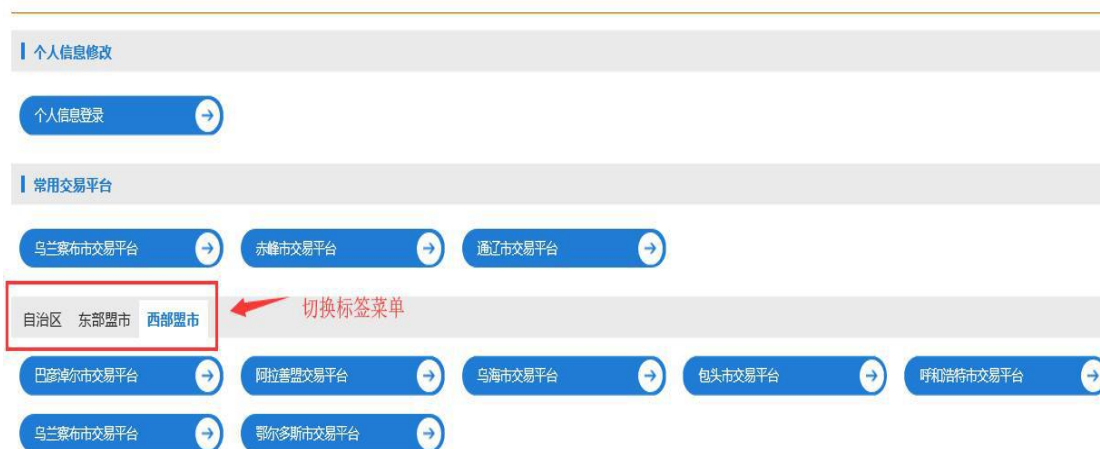 个人信息修改
个人信息登录
常用交易平台
乌兰察布市交易平台 赤峰市交易平台 通辽市交易平台
自治区 东部盟市 西部盟市 切换标签菜单
巴彦卓尔市交易平台 阿拉善盟交易平台 乌海市交易平台 包头市交易平台 呼和浩特市交易平台
乌兰察布市交易平台 鄂尔多斯市交易平台